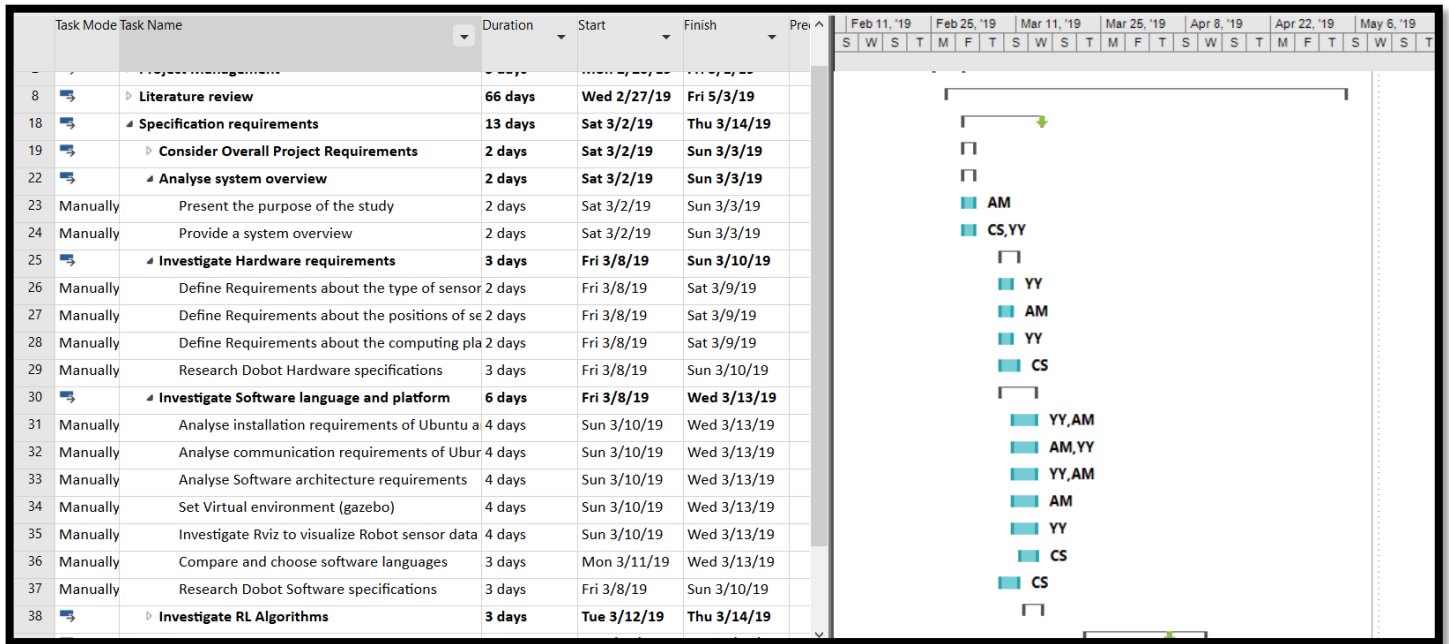 Task Mode Task Name Duration Start Finish Pre Feb 11, '19 Feb 25, '19 Mar 11, '19 Mar 25, '19 Apr 8, '19 Apr 22, '19 May 6, '19
S W S T M F T S W S T M F T S W S T M F T S W S T
8 Literature review 66 days Wed 2/27/19 Fri 5/3/19
18 Specification requirements 13 days Sat 3/2/19 Thu 3/14/19
19 Consider Overall Project Requirements 2 days Sat 3/2/19 Sun 3/3/19
22 Analyse system overview 2 days Sat 3/2/19 Sun 3/3/19
23 Manually Present the purpose of the study 2 days Sat 3/2/19 Sun 3/3/19 AM
24 Manually Provide a system overview 2 days Sat 3/2/19 Sun 3/3/19 CS,YY
25 Investigate Hardware requirements 3 days Fri 3/8/19 Sun 3/10/19
26 Manually Define Requirements about the type of sensor 2 days Fri 3/8/19 Sat 3/9/19 YY
27 Manually Define Requirements about the positions of se 2 days Fri 3/8/19 Sat 3/9/19 AM
28 Manually Define Requirements about the computing pla 2 days Fri 3/8/19 Sat 3/9/19 YY
29 Manually Research Dobot Hardware specifications 3 days Fri 3/8/19 Sun 3/10/19 CS
30 Investigate Software language and platform 6 days Fri 3/8/19 Wed 3/13/19
31 Manually Analyse installation requirements of Ubuntu a 4 days Sun 3/10/19 Wed 3/13/19 YY,AM
32 Manually Analyse communication requirements of Ubun 4 days Sun 3/10/19 Wed 3/13/19 AM,YY
33 Manually Analyse Software architecture requirements 4 days Sun 3/10/19 Wed 3/13/19 YY,AM
34 Manually Set Virtual environment (gazebo) 4 days Sun 3/10/19 Wed 3/13/19 AM
35 Manually Investigate Rviz to visualize Robot sensor data 4 days Sun 3/10/19 Wed 3/13/19 YY
36 Manually Compare and choose software languages 3 days Mon 3/11/19 Wed 3/13/19 CS
37 Manually Research Dobot Software specifications 3 days Fri 3/8/19 Sun 3/10/19 CS
38 Investigate RL Algorithms 3 days Tue 3/12/19 Thu 3/14/19